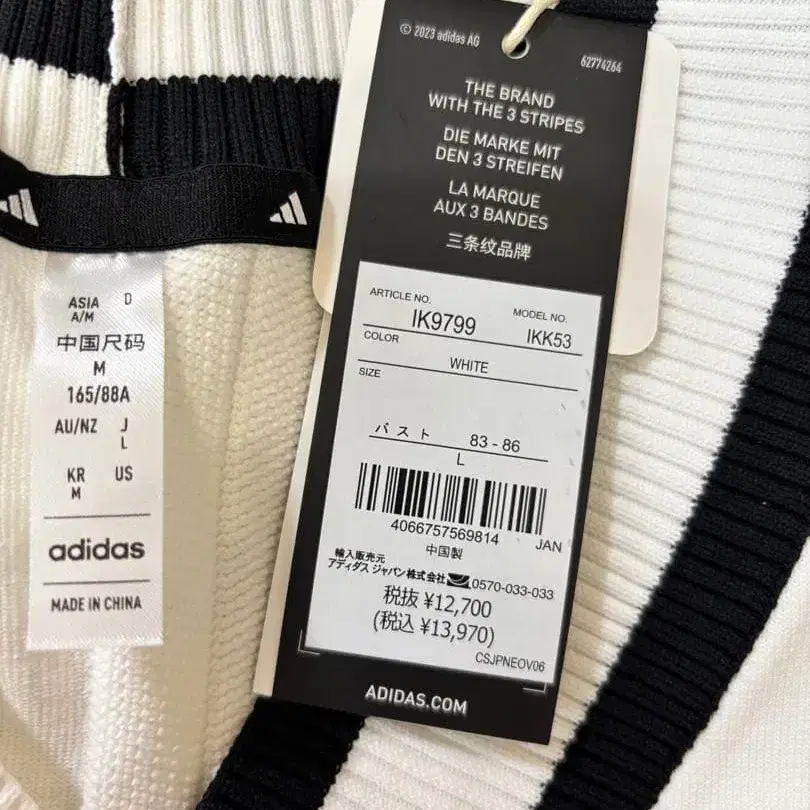 © 2023 adidas AG
62774264
THE BRAND
WITH THE 3 STRIPES
DIE MARKE MIT
DEN 3 STREIFEN
LA MARQUE
AUX 3 BANDES
三条纹品牌
ARTICLE NO.
IK9799
MODEL NO.
IKK53
COLOR
WHITE
SIZE
バスト 83 - 86
L
4066757569814 JAN
中国製
輸入販売元
アディダス ジャパン株式会社 0570-033-033
税抜 ¥12,700
(税込 ¥13,970)
CSJPNEOV06
ADIDAS.COM
ASIA D
A/M
中国尺码
M
165/88A
AU/NZ J
L
KR US
M
adidas
MADE IN CHINA